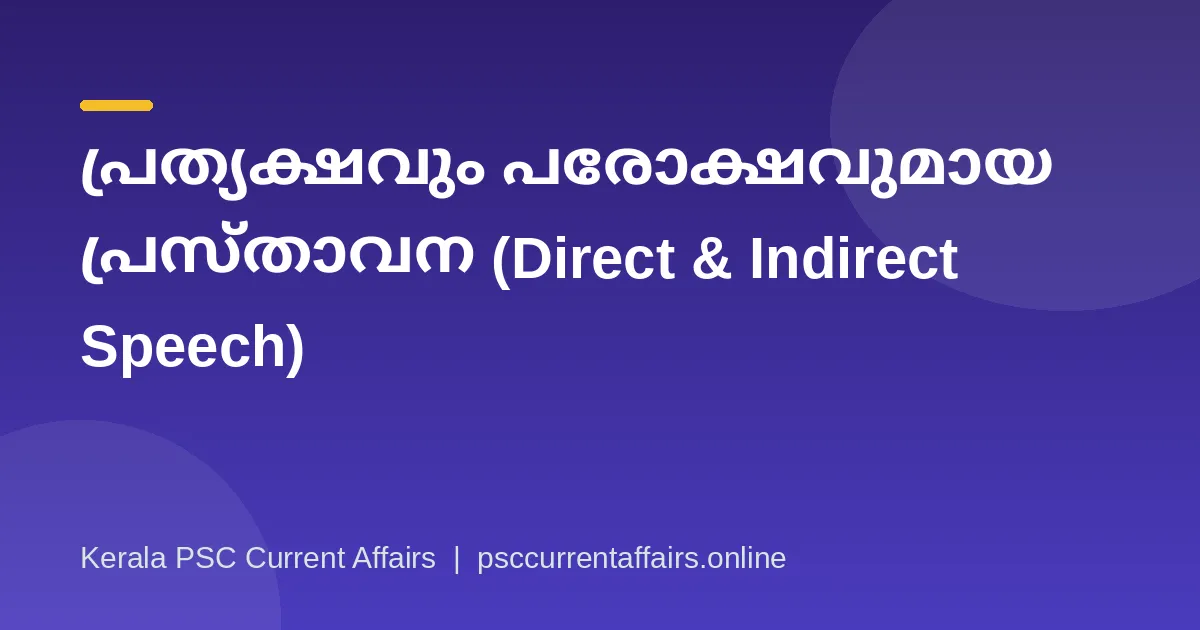 പ്രത്യക്ഷവും പരോക്ഷവുമായ
പ്രസ്താവന (Direct & Indirect
Speech)
Kerala PSC Current Affairs | psccurrentaffairs.online